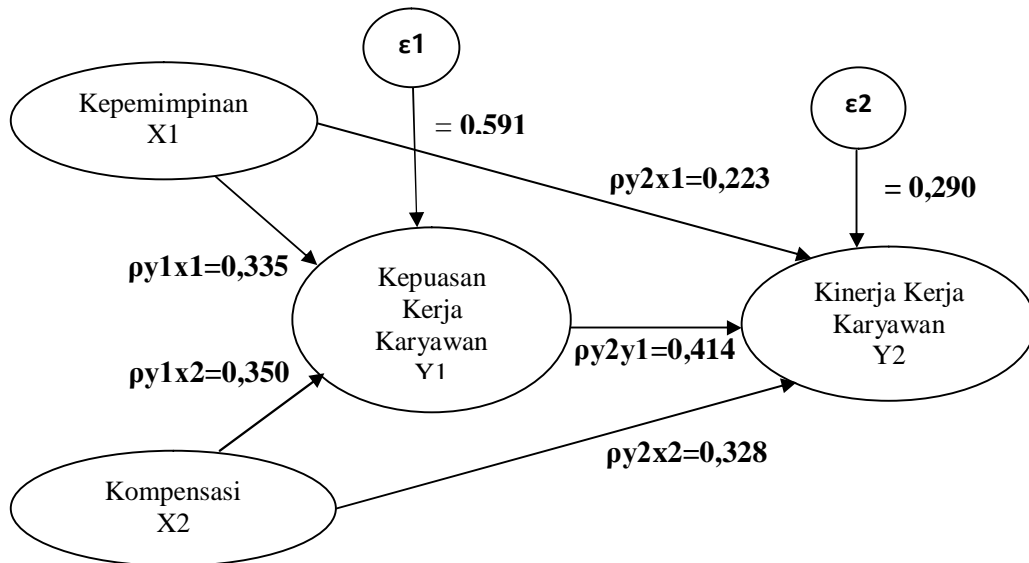 ε1
Kepemimpinan
X1
ε2
= 0.591
ρy2x1=0,223
= 0,290
ρy1x1=0,335
Kepuasan
Kerja
Karyawan
Y1
Kinerja Kerja
Karyawan
Y2
ρy2y1=0,414
ρy1x2=0,350
ρy2x2=0,328
Kompensasi
X2